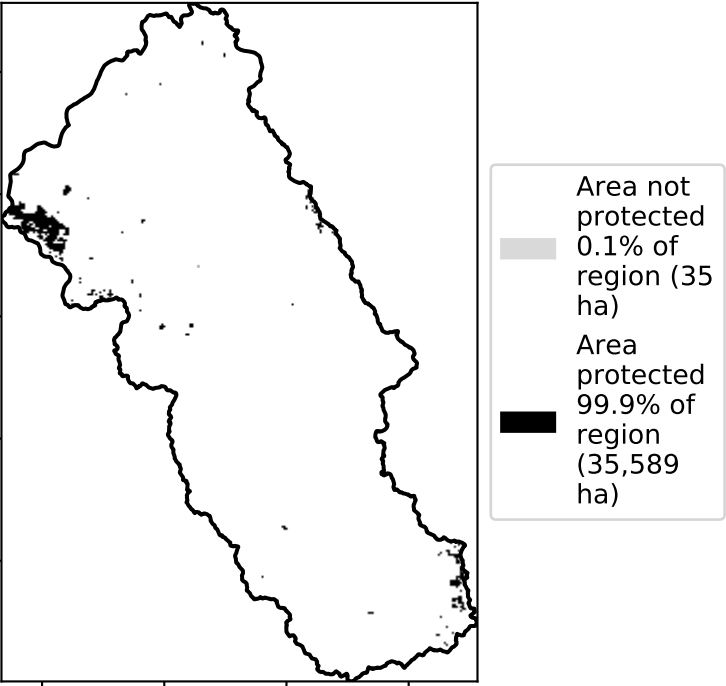 Area not
protected
0.1% of
region (35
ha)
Area
protected
99.9% of
region
(35,589
ha)